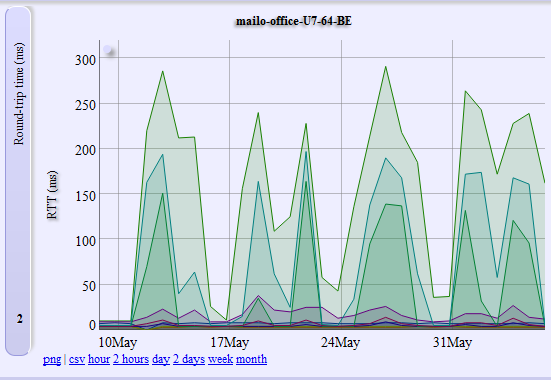 mailo-office-U7-64-BE
Round-trip time (ms)
2
RTT (ms)
300
250
200
150
100
50
0
10May 17May 24May 31May
png | csv hour 2 hours day 2 days week month